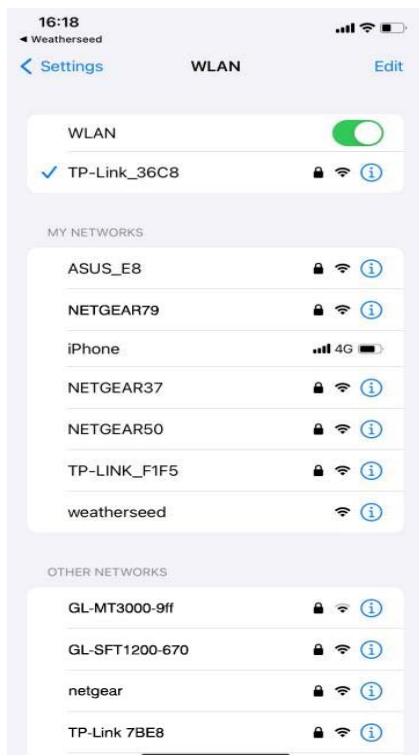 16:18
◀ Weatherseed
Settings WLAN Edit
WLAN
TP-Link_36C8
MY NETWORKS
ASUS_E8
NETGEAR79
iPhone 4G
NETGEAR37
NETGEAR50
TP-LINK_F1F5
weatherseed
OTHER NETWORKS
GL-MT3000-9ff
GL-SFT1200-670
netgear
TP-Link 7BE8